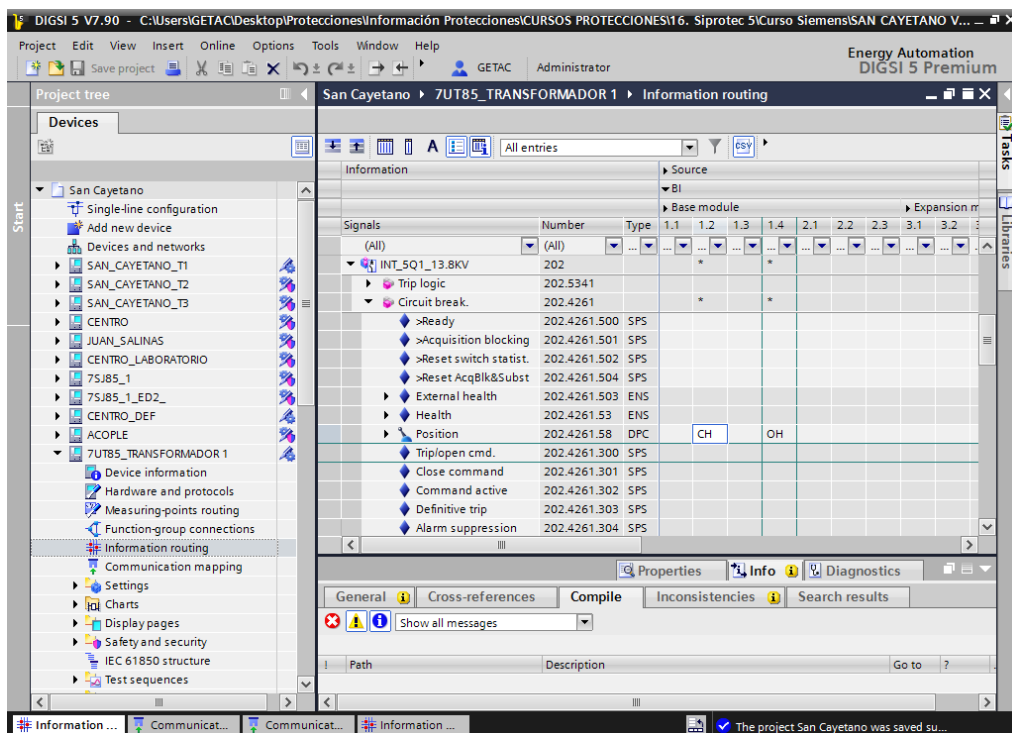 DIGSI 5 V7.90 - C:\Users\GETAC\Desktop\Protecciones\Información Protecciones\CURSOS PROTECCIONES\16. Siprotec 5\Curso Siemens\SAN CAYETANO V...
Project Edit View Insert Online Options Tools Window Help
Save project GETAC Administrator
Energy Automation
DIGSI 5 Premium
Project tree
Devices
Start
San Cayetano
Single-line configuration
Add new device
Devices and networks
SAN_CAYETANO_T1
SAN_CAYETANO_T2
SAN_CAYETANO_T3
CENTRO
JUAN_SALINAS
CENTRO_LABORATORIO
7SJ85_1
7SJ85_1_ED2_
CENTRO_DEF
ACOPLE
7UT85_TRANSFORMADOR 1
Device information
Hardware and protocols
Measuring-points routing
Function-group connections
Information routing
Communication mapping
Settings
Charts
Display pages
Safety and security
IEC 61850 structure
Test sequences
San Cayetano 7UT85_TRANSFORMADOR 1 Information routing
A All entries CSV
Information Source
BI
Base module Expansion m
Signals Number Type 1.1 1.2 1.3 1.4 2.1 2.2 2.3 3.1 3.2
(All) (All) ... ... ... ... ... ... ... ... ... ...
INT_5Q1_13.8KV 202 * *
Trip logic 202.5341
Circuit break. 202.4261 * *
>Ready 202.4261.500 SPS
>Acquisition blocking 202.4261.501 SPS
>Reset switch statist. 202.4261.502 SPS
>Reset AcqBlk&Subst 202.4261.504 SPS
External health 202.4261.503 ENS
Health 202.4261.53 ENS
Position 202.4261.58 DPC CH OH
Trip/open cmd. 202.4261.300 SPS
Close command 202.4261.301 SPS
Command active 202.4261.302 SPS
Definitive trip 202.4261.303 SPS
Alarm suppression 202.4261.304 SPS
Properties Info Diagnostics
General Cross-references Compile Inconsistencies Search results
Show all messages
! Path Description Go to ?
Tasks
Libraries
Information ... Communicat... Communicat... Information ... The project San Cayetano was saved su...